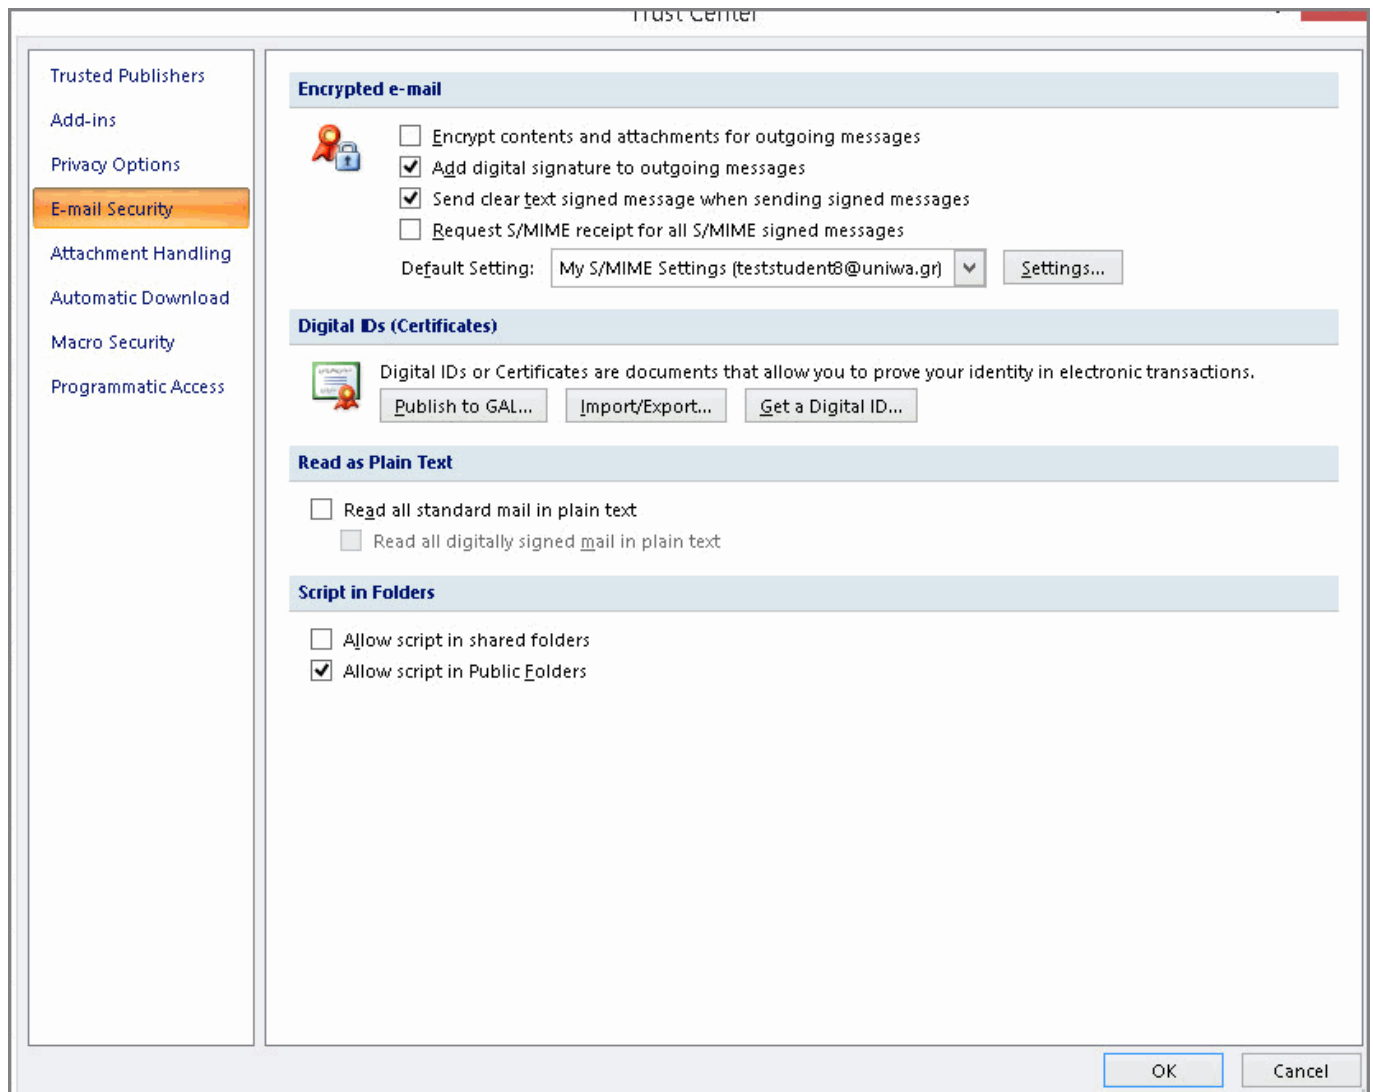 Trust Center
Trusted Publishers
Add-ins
Privacy Options
E-mail Security
Attachment Handling
Automatic Download
Macro Security
Programmatic Access
Encrypted e-mail
Encrypt contents and attachments for outgoing messages
Add digital signature to outgoing messages
Send clear text signed message when sending signed messages
Request S/MIME receipt for all S/MIME signed messages
Default Setting: My S/MIME Settings (teststudent8@uniwa.gr) Settings...
Digital IDs (Certificates)
Digital IDs or Certificates are documents that allow you to prove your identity in electronic transactions.
Publish to GAL... Import/Export... Get a Digital ID...
Read as Plain Text
Read all standard mail in plain text
Read all digitally signed mail in plain text
Script in Folders
Allow script in shared folders
Allow script in Public Folders
OK Cancel